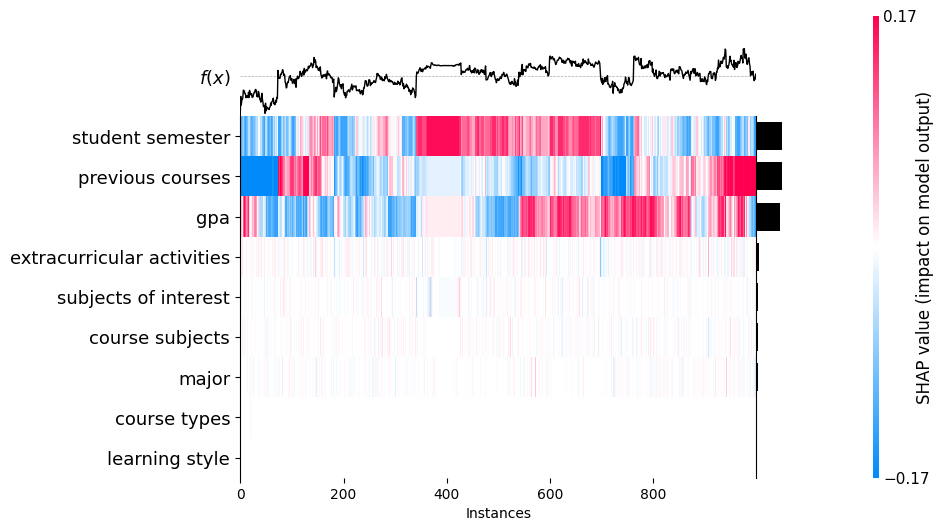 0.17
f(x)
student semester
previous courses
gpa
extracurricular activities
subjects of interest
course subjects
major
course types
learning style
0 200 400 600 800
Instances
−0.17
SHAP value (impact on model output)